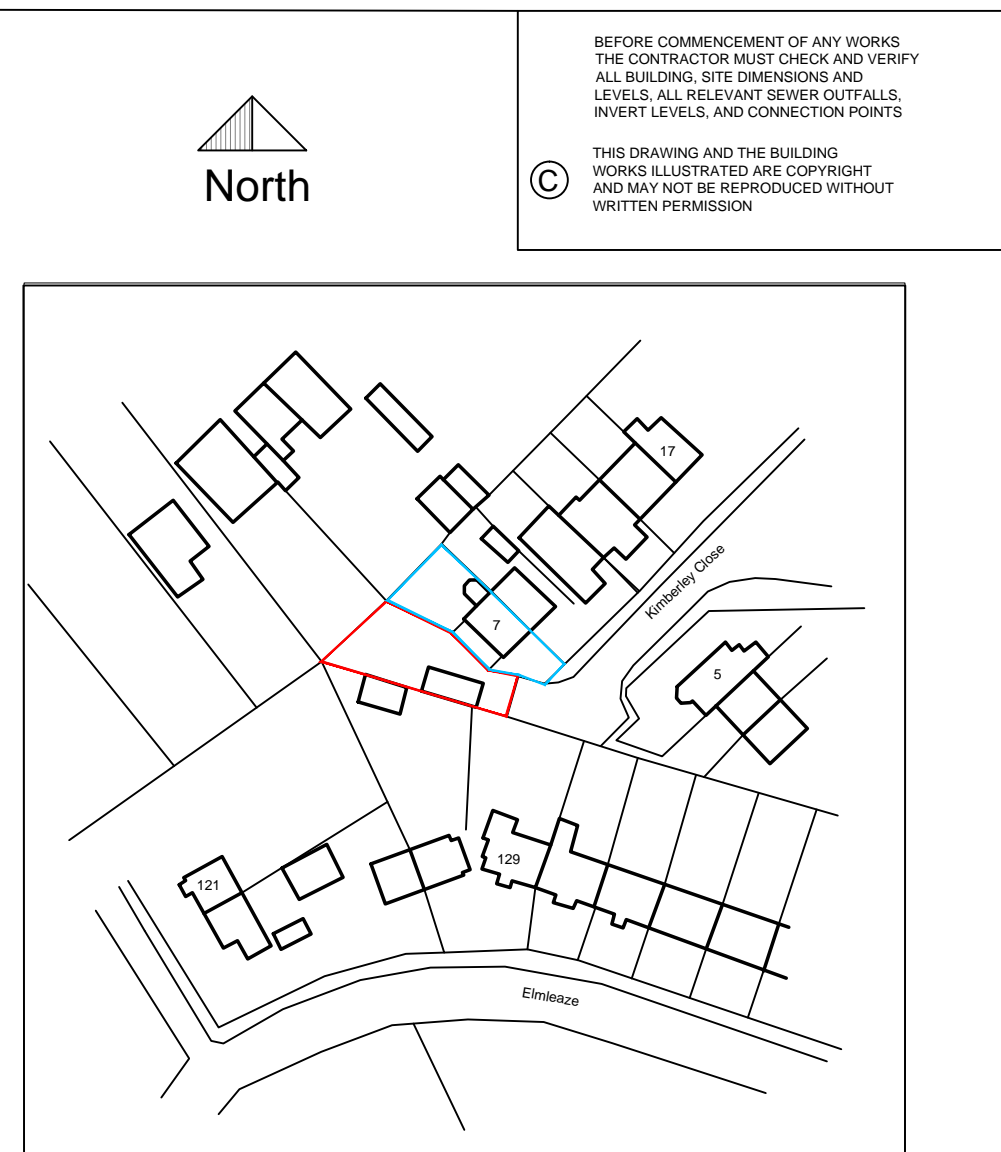 North
BEFORE COMMENCEMENT OF ANY WORKS
THE CONTRACTOR MUST CHECK AND VERIFY
ALL BUILDING, SITE DIMENSIONS AND
LEVELS, ALL RELEVANT SEWER OUTFALLS,
INVERT LEVELS, AND CONNECTION POINTS
©
THIS DRAWING AND THE BUILDING
WORKS ILLUSTRATED ARE COPYRIGHT
AND MAY NOT BE REPRODUCED WITHOUT
WRITTEN PERMISSION
17
Kimberley Close
7
5
129
121
Elmleaze